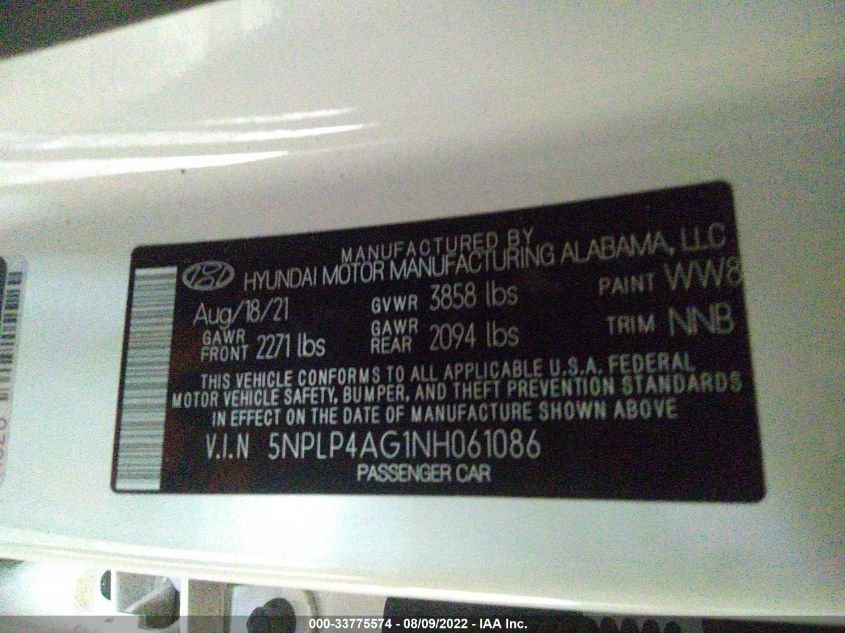 MANUFACTURED BY
HYUNDAI MOTOR MANUFACTURING ALABAMA, LLC
Aug/18/21 GVWR 3858 lbs PAINT WW8
GAWR FRONT 2271 lbs GAWR REAR 2094 lbs TRIM NNB
THIS VEHICLE CONFORMS TO ALL APPLICABLE U.S.A. FEDERAL
MOTOR VEHICLE SAFETY, BUMPER, AND THEFT PREVENTION STANDARDS
IN EFFECT ON THE DATE OF MANUFACTURE SHOWN ABOVE
V.I.N 5NPLP4AG1NH061086
PASSENGER CAR
000-33775574 - 08/09/2022 - IAA Inc.